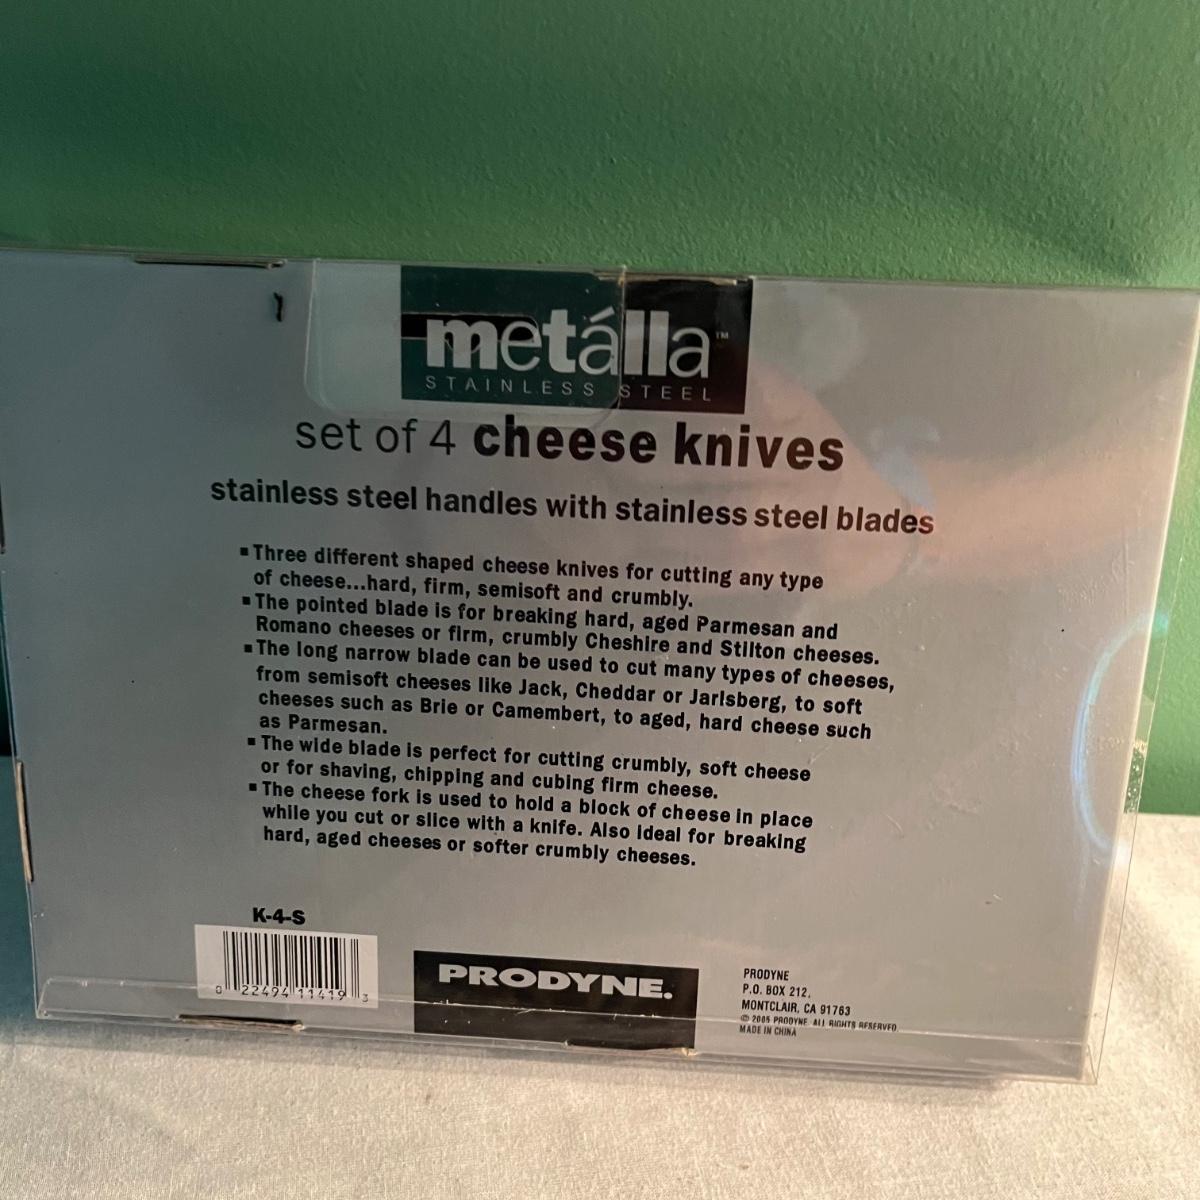 metálla™
STAINLESS STEEL
set of 4 cheese knives
stainless steel handles with stainless steel blades
▪ Three different shaped cheese knives for cutting any type
of cheese...hard, firm, semisoft and crumbly.
▪ The pointed blade is for breaking hard, aged Parmesan and
Romano cheeses or firm, crumbly Cheshire and Stilton cheeses.
▪ The long narrow blade can be used to cut many types of cheeses,
from semisoft cheeses like Jack, Cheddar or Jarlsberg, to soft
cheeses such as Brie or Camembert, to aged, hard cheese such
as Parmesan.
▪ The wide blade is perfect for cutting crumbly, soft cheese
or for shaving, chipping and cubing firm cheese.
▪ The cheese fork is used to hold a block of cheese in place
while you cut or slice with a knife. Also ideal for breaking
hard, aged cheeses or softer crumbly cheeses.
K-4-S
0 22494 11419 3
PRODYNE.
PRODYNE
P.O. BOX 212,
MONTCLAIR, CA 91763
© 2005 PRODYNE. ALL RIGHTS RESERVED
MADE IN CHINA